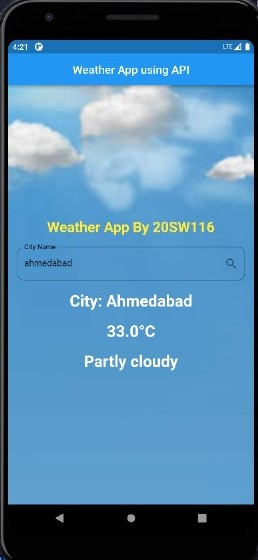 4:21
LTE
Weather App using API
Weather App By 20SW116
City Name
ahmedabad
City: Ahmedabad
33.0°C
Partly cloudy